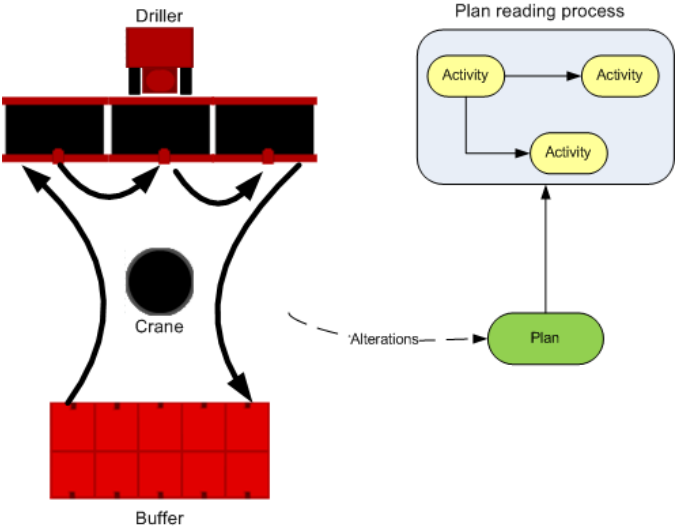 Driller
Plan reading process
Activity
Activity
Activity
Crane
Alterations
Plan
Buffer